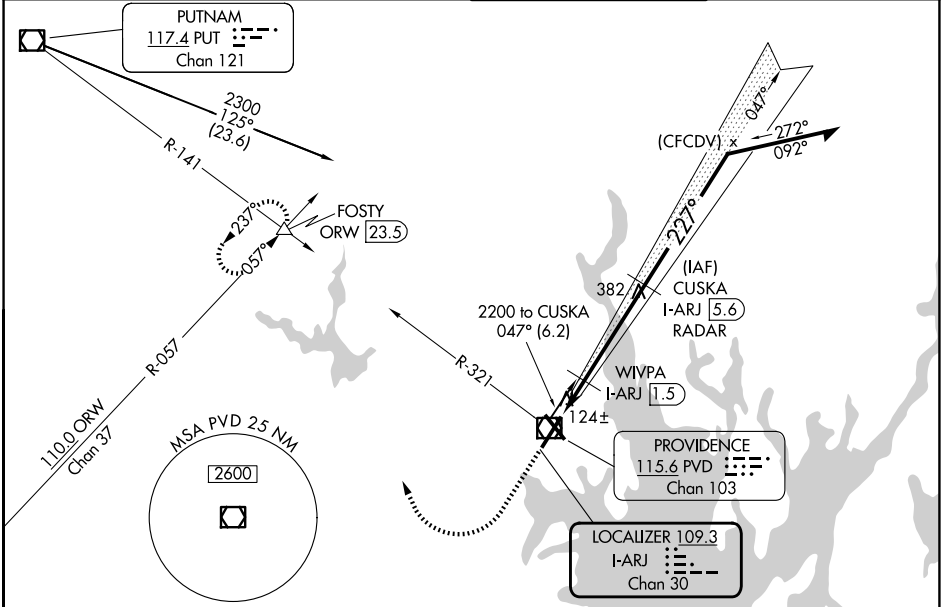 PUTNAM
117.4 PUT
Chan 121
2300
125°
(23.6)
R-141
237°
057°
FOSTY
ORW 23.5
R-057
110.0 ORW
Chan 37
MSA PVD 25 NM
2600
047°
(CFCDV) x
272°
092°
227°
(IAF)
CUSKA
I-ARJ 5.6
RADAR
382
2200 to CUSKA
047° (6.2)
R-321
WIVPA
I-ARJ 1.5
124±
PROVIDENCE
115.6 PVD
Chan 103
LOCALIZER 109.3
I-ARJ
Chan 30